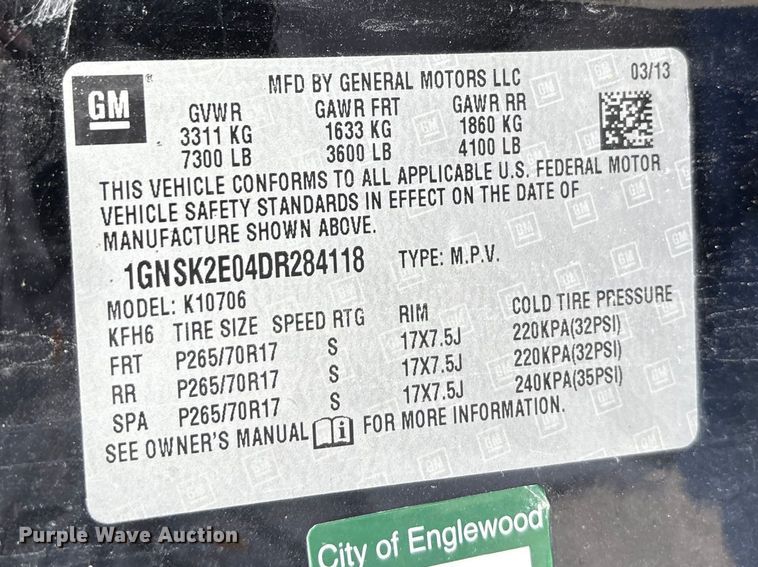 GM
MFD BY GENERAL MOTORS LLC
03/13
GVWR GAWR FRT GAWR RR
3311 KG 1633 KG 1860 KG
7300 LB 3600 LB 4100 LB
THIS VEHICLE CONFORMS TO ALL APPLICABLE U.S. FEDERAL MOTOR
VEHICLE SAFETY STANDARDS IN EFFECT ON THE DATE OF
MANUFACTURE SHOWN ABOVE.
1GNSK2E04DR284118 TYPE: M.P.V.
MODEL: K10706
KFH6 TIRE SIZE SPEED RTG RIM COLD TIRE PRESSURE
FRT P265/70R17 S 17X7.5J 220KPA(32PSI)
RR P265/70R17 S 17X7.5J 220KPA(32PSI)
SPA P265/70R17 S 17X7.5J 240KPA(35PSI)
SEE OWNER'S MANUAL i FOR MORE INFORMATION.
City of Englewood
Purple Wave Auction